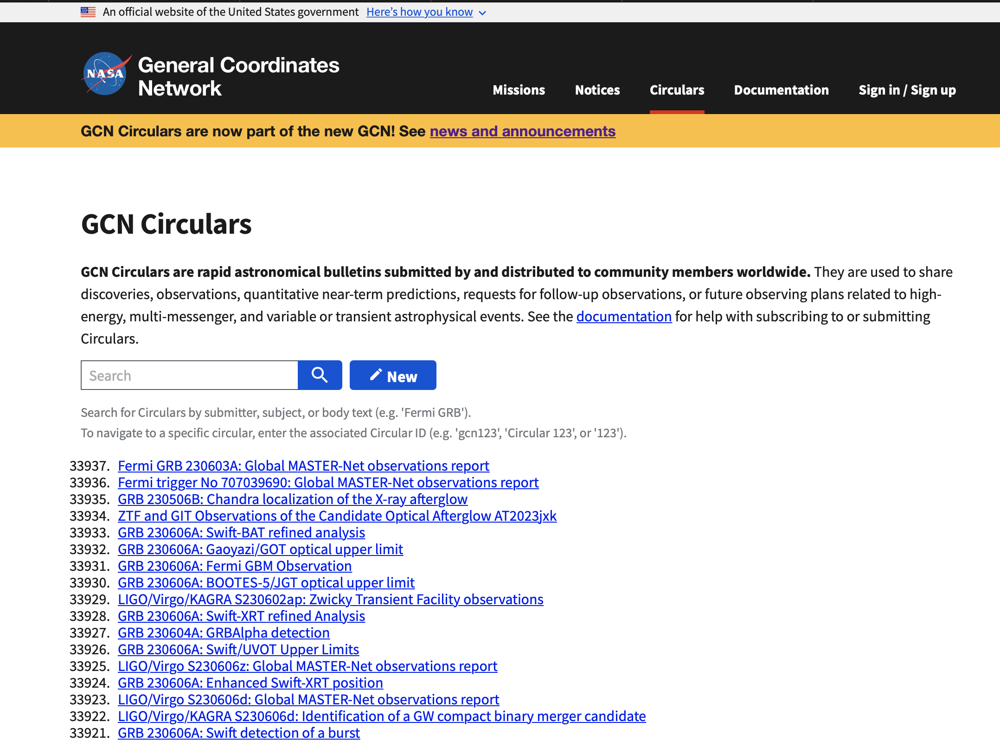 An official website of the United States government Here’s how you know
NASA
General Coordinates
Network
Missions Notices Circulars Documentation Sign in / Sign up
GCN Circulars are now part of the new GCN! See news and announcements
GCN Circulars
GCN Circulars are rapid astronomical bulletins submitted by and distributed to community members worldwide. They are used to share
discoveries, observations, quantitative near-term predictions, requests for follow-up observations, or future observing plans related to high-
energy, multi-messenger, and variable or transient astrophysical events. See the documentation for help with subscribing to or submitting
Circulars.
Search New
Search for Circulars by submitter, subject, or body text (e.g. 'Fermi GRB').
To navigate to a specific circular, enter the associated Circular ID (e.g. 'gcn123', 'Circular 123', or '123').
33937. Fermi GRB 230603A: Global MASTER-Net observations report
33936. Fermi trigger No 707039690: Global MASTER-Net observations report
33935. GRB 230506B: Chandra localization of the X-ray afterglow
33934. ZTF and GIT Observations of the Candidate Optical Afterglow AT2023jxk
33933. GRB 230606A: Swift-BAT refined analysis
33932. GRB 230606A: Gaoyazi/GOT optical upper limit
33931. GRB 230606A: Fermi GBM Observation
33930. GRB 230606A: BOOTES-5/JGT optical upper limit
33929. LIGO/Virgo/KAGRA S230602ap: Zwicky Transient Facility observations
33928. GRB 230606A: Swift-XRT refined Analysis
33927. GRB 230604A: GRBAlpha detection
33926. GRB 230606A: Swift/UVOT Upper Limits
33925. LIGO/Virgo S230606z: Global MASTER-Net observations report
33924. GRB 230606A: Enhanced Swift-XRT position
33923. LIGO/Virgo S230606d: Global MASTER-Net observations report
33922. LIGO/Virgo/KAGRA S230606d: Identification of a GW compact binary merger candidate
33921. GRB 230606A: Swift detection of a burst